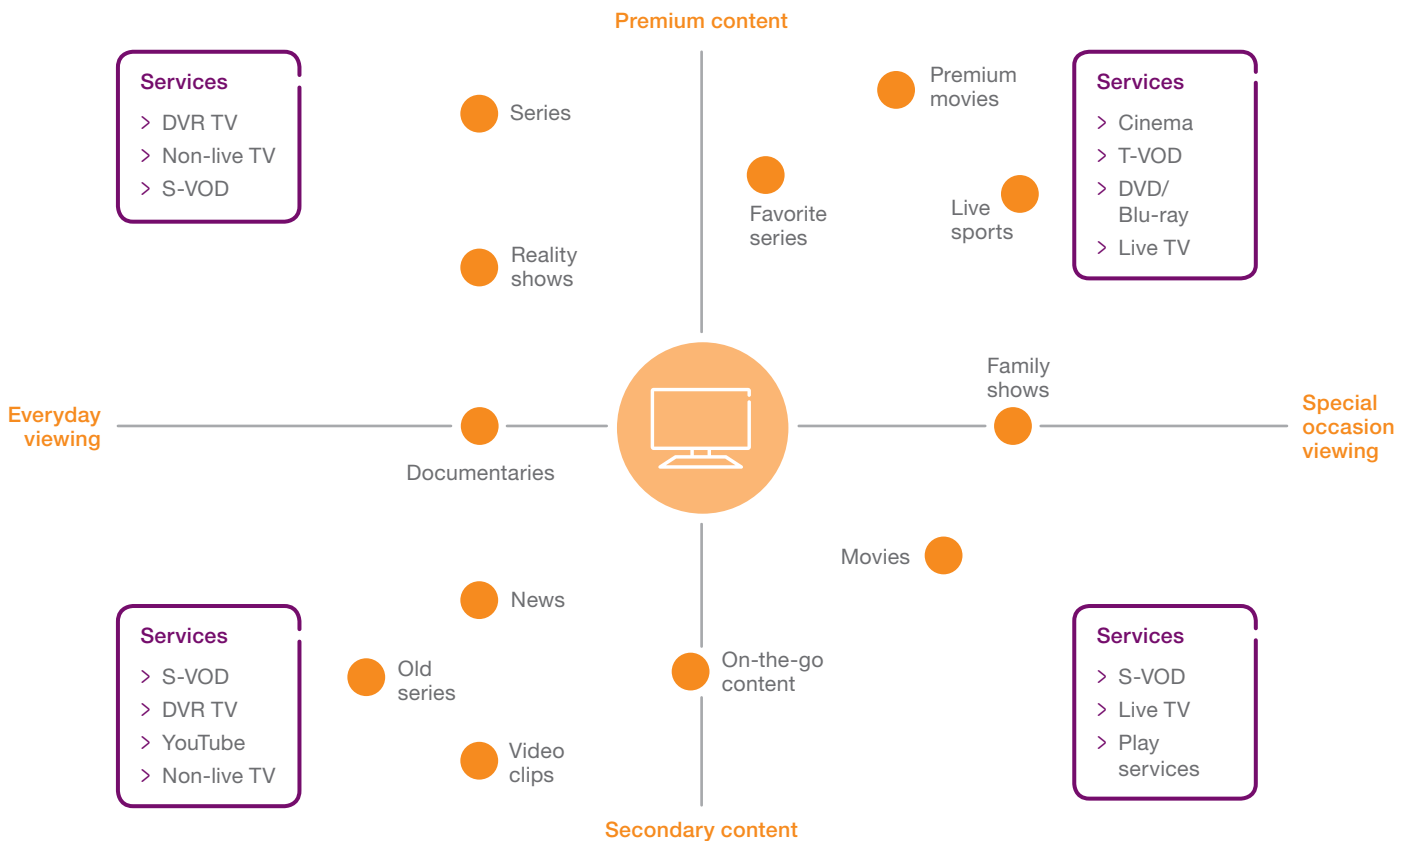 Premium content
Services
> DVR TV
> Non-live TV
> S-VOD
Series
Reality
shows
Premium
movies
Favorite
series
Live
sports
Services
> Cinema
> T-VOD
> DVD/
Blu-ray
> Live TV
Everyday
viewing
Documentaries
Family
shows
Special
occasion
viewing
Movies
News
Old
series
Video
clips
On-the-go
content
Services
> S-VOD
> DVR TV
> YouTube
> Non-live TV
Services
> S-VOD
> Live TV
> Play
services
Secondary content